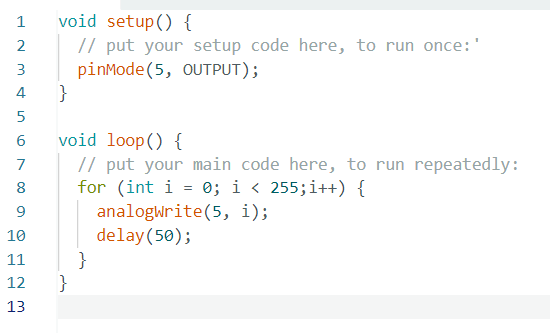 1 void setup() {
2 // put your setup code here, to run once:'
3 pinMode(5, OUTPUT);
4 }
5
6 void loop() {
7 // put your main code here, to run repeatedly:
8 for (int i = 0; i < 255;i++) {
9 analogWrite(5, i);
10 delay(50);
11 }
12 }
13